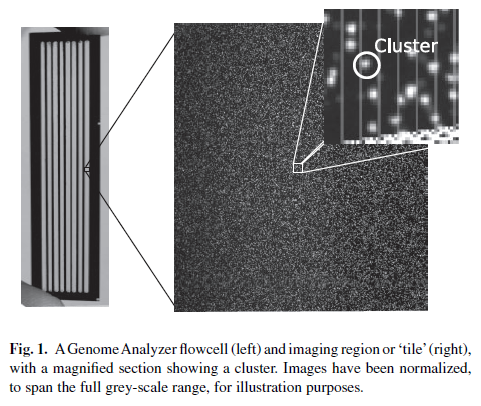 Cluster
Fig. 1. A Genome Analyzer flowcell (left) and imaging region or ‘tile’ (right),
with a magnified section showing a cluster. Images have been normalized,
to span the full grey-scale range, for illustration purposes.